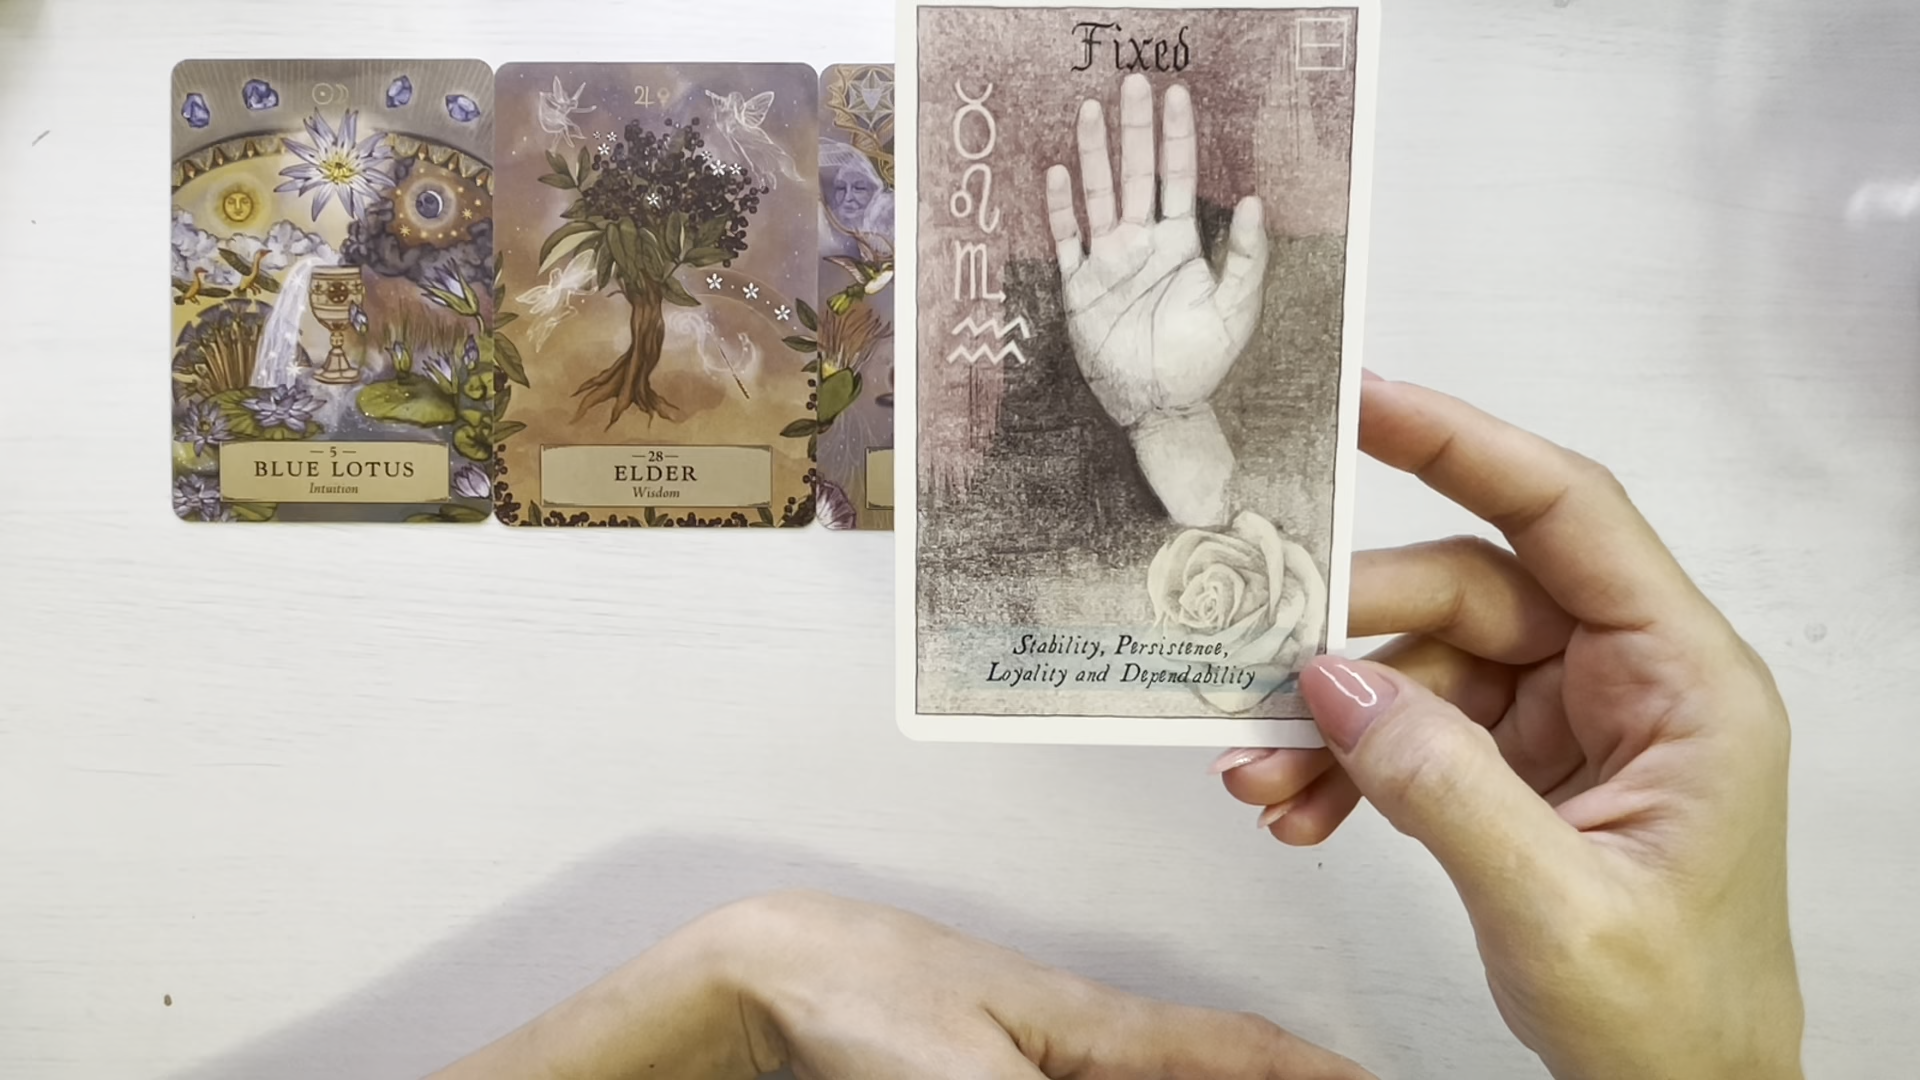 — 5 —
BLUE LOTUS
Intuition
—28—
ELDER
Wisdom
Fixed
♉
♌
♏
♒
Stability, Persistence,
Loyality and Dependability